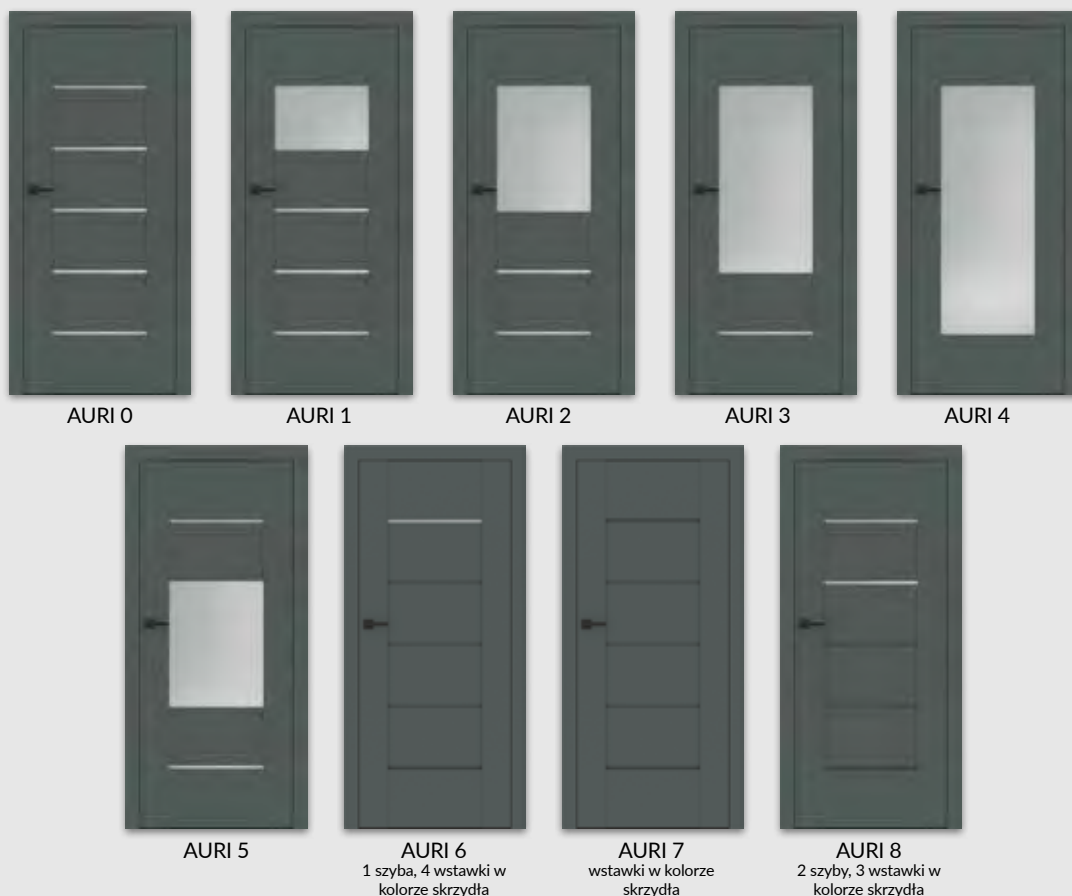 AURI 0
AURI 1
AURI 2
AURI 3
AURI 4
AURI 5
AURI 6
1 szyba, 4 wstawki w
kolorze skrzydła
AURI 7
wstawki w kolorze
skrzydła
AURI 8
2 szyby, 3 wstawki w
kolorze skrzydła